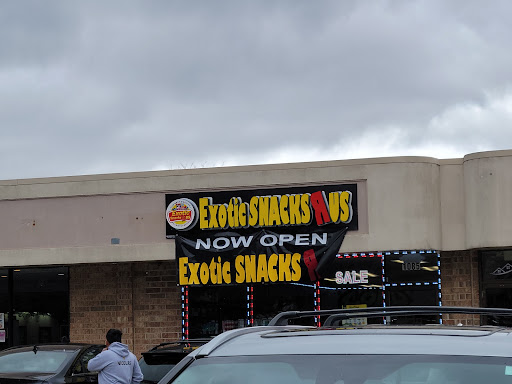 Exotic SNACKS R US
NOW OPEN
Exotic SNACKS R
SALE